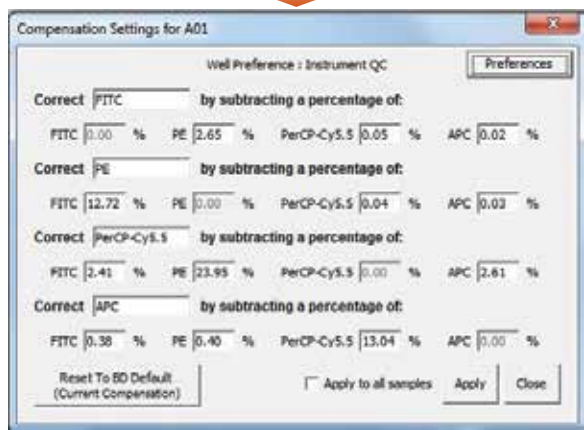 Compensation Settings for A01
Well Preference : Instrument QC
Preferences
Correct FITC by subtracting a percentage of:
FITC 0.00 % PE 2.65 % PerCP-Cy5.5 0.05 % APC 0.02 %
Correct PE by subtracting a percentage of:
FITC 12.72 % PE 0.00 % PerCP-Cy5.5 0.04 % APC 0.03 %
Correct PerCP-Cy5.5 by subtracting a percentage of:
FITC 2.41 % PE 23.95 % PerCP-Cy5.5 0.00 % APC 2.61 %
Correct APC by subtracting a percentage of:
FITC 0.38 % PE 0.40 % PerCP-Cy5.5 13.04 % APC 0.00 %
Reset To BD Default
(Current Compensation)
Apply to all samples
Apply
Close